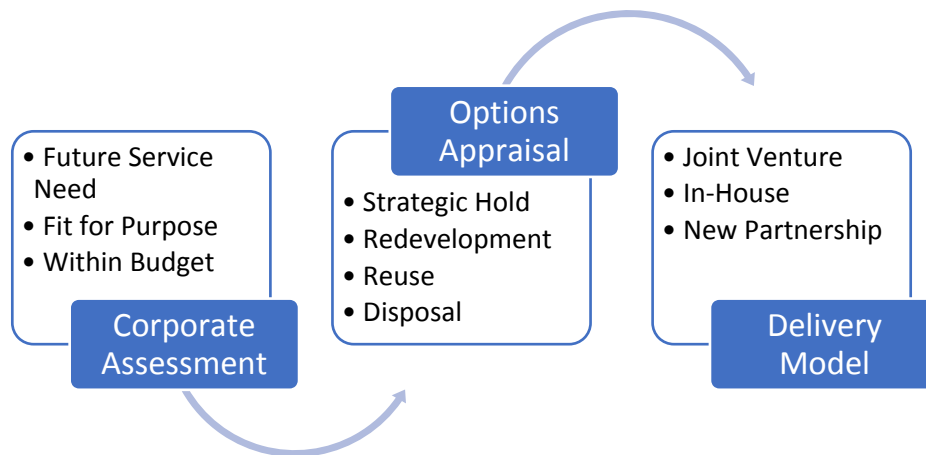 • Future Service
Need
• Fit for Purpose
• Within Budget
Corporate
Assessment
Options
Appraisal
• Strategic Hold
• Redevelopment
• Reuse
• Disposal
• Joint Venture
• In-House
• New Partnership
Delivery
Model